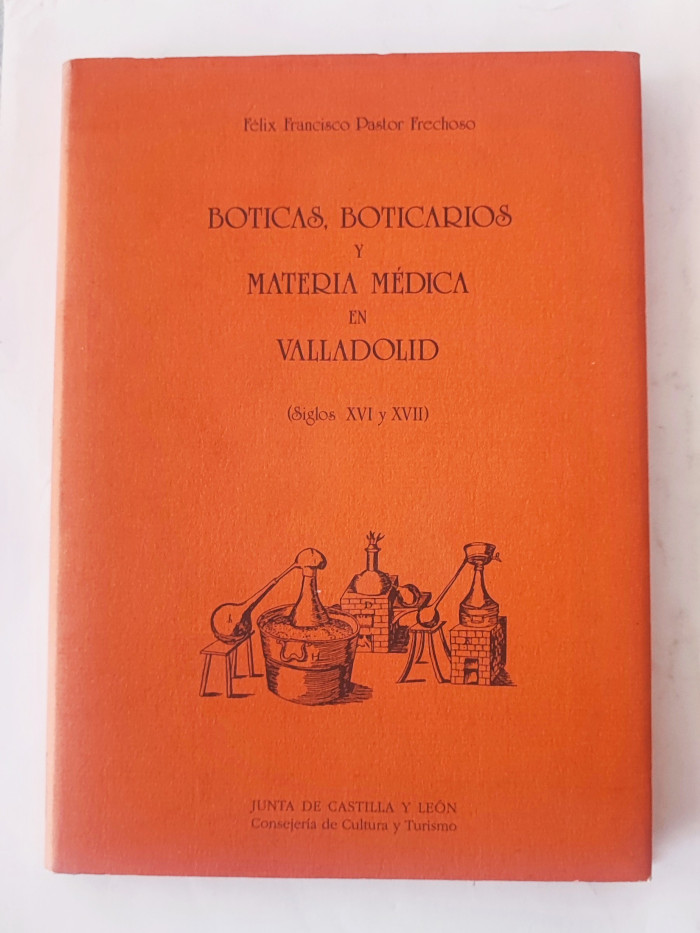 Félix Francisco Pastor Frechoso
BOTICAS, BOTICARIOS
Y
MATERIA MÉDICA
EN
VALLADOLID
(Siglos XVI y XVII)
JUNTA DE CASTILLA Y LEÓN
Consejería de Cultura y Turismo